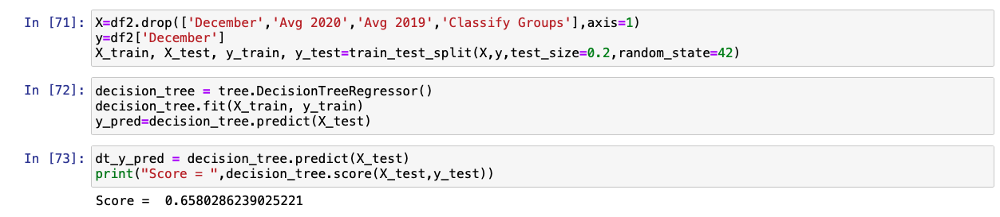 In [71]: X=df2.drop(['December','Avg 2020','Avg 2019','Classify Groups'],axis=1)
y=df2['December']
X_train, X_test, y_train, y_test=train_test_split(X,y,test_size=0.2,random_state=42)
In [72]: decision_tree = tree.DecisionTreeRegressor()
decision_tree.fit(X_train, y_train)
y_pred=decision_tree.predict(X_test)
In [73]: dt_y_pred = decision_tree.predict(X_test)
print("Score = ",decision_tree.score(X_test,y_test))
Score =  0.6580286239025221